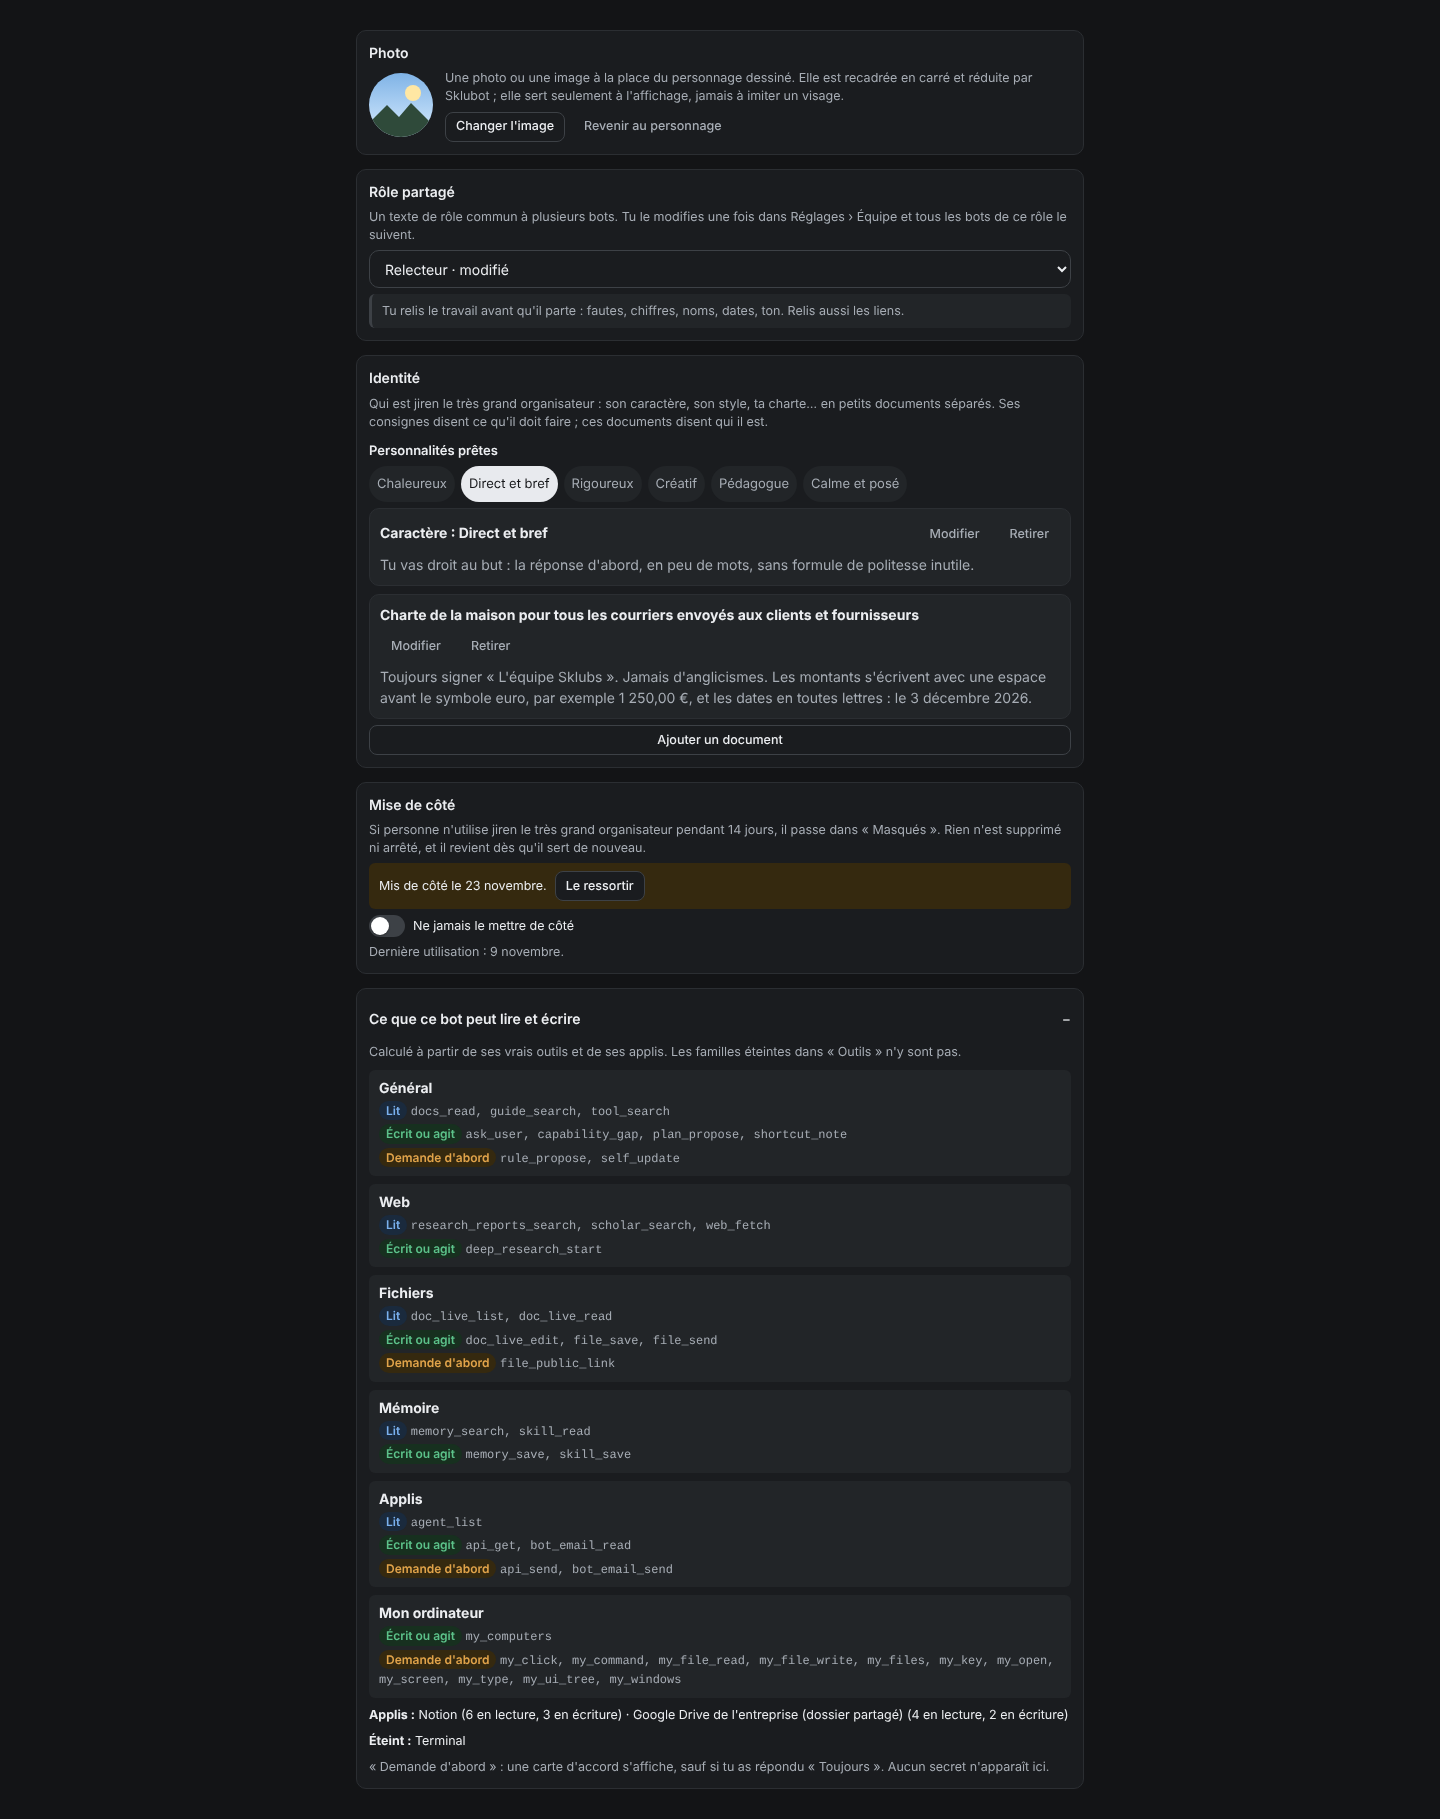 Photo
Une photo ou une image à la place du personnage dessiné. Elle est recadrée en carré et réduite par
Sklubot ; elle sert seulement à l'affichage, jamais à imiter un visage.
Changer l'image
Revenir au personnage
Rôle partagé
Un texte de rôle commun à plusieurs bots. Tu le modifies une fois dans Réglages › Équipe et tous les bots de ce rôle le
suivent.
Relecteur · modifié
Tu relis le travail avant qu'il parte : fautes, chiffres, noms, dates, ton. Relis aussi les liens.
Identité
Qui est jiren le très grand organisateur : son caractère, son style, ta charte… en petits documents séparés. Ses
consignes disent ce qu'il doit faire ; ces documents disent qui il est.
Personnalités prêtes
Chaleureux Direct et bref Rigoureux Créatif Pédagogue Calme et posé
Caractère : Direct et bref Modifier Retirer
Tu vas droit au but : la réponse d'abord, en peu de mots, sans formule de politesse inutile.
Charte de la maison pour tous les courriers envoyés aux clients et fournisseurs
Modifier Retirer
Toujours signer « L'équipe Sklubs ». Jamais d'anglicismes. Les montants s'écrivent avec une espace
avant le symbole euro, par exemple 1 250,00 €, et les dates en toutes lettres : le 3 décembre 2026.
Ajouter un document
Mise de côté
Si personne n'utilise jiren le très grand organisateur pendant 14 jours, il passe dans « Masqués ». Rien n'est supprimé
ni arrêté, et il revient dès qu'il sert de nouveau.
Mis de côté le 23 novembre. Le ressortir
Ne jamais le mettre de côté
Dernière utilisation : 9 novembre.
Ce que ce bot peut lire et écrire –
Calculé à partir de ses vrais outils et de ses applis. Les familles éteintes dans « Outils » n'y sont pas.
Général
Lit docs_read, guide_search, tool_search
Écrit ou agit ask_user, capability_gap, plan_propose, shortcut_note
Demande d'abord rule_propose, self_update
Web
Lit research_reports_search, scholar_search, web_fetch
Écrit ou agit deep_research_start
Fichiers
Lit doc_live_list, doc_live_read
Écrit ou agit doc_live_edit, file_save, file_send
Demande d'abord file_public_link
Mémoire
Lit memory_search, skill_read
Écrit ou agit memory_save, skill_save
Applis
Lit agent_list
Écrit ou agit api_get, bot_email_read
Demande d'abord api_send, bot_email_send
Mon ordinateur
Écrit ou agit my_computers
Demande d'abord my_click, my_command, my_file_read, my_file_write, my_files, my_key, my_open,
my_screen, my_type, my_ui_tree, my_windows
Applis : Notion (6 en lecture, 3 en écriture) · Google Drive de l'entreprise (dossier partagé) (4 en lecture, 2 en écriture)
Éteint : Terminal
« Demande d'abord » : une carte d'accord s'affiche, sauf si tu as répondu « Toujours ». Aucun secret n'apparaît ici.